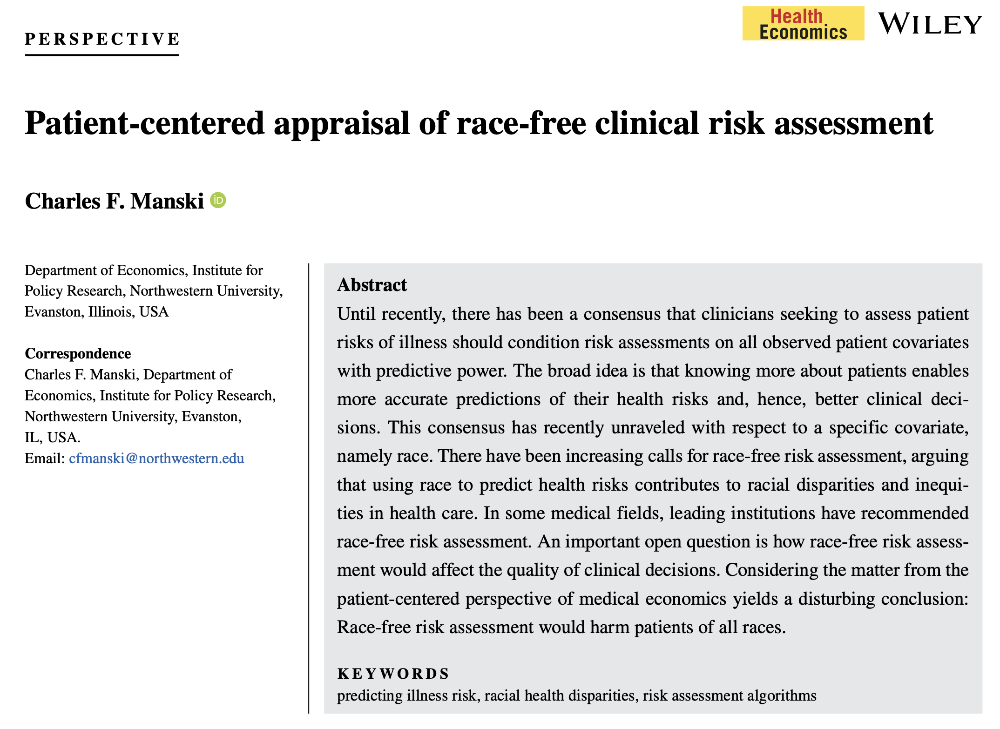 PERSPECTIVE
Health
Economics
WILEY
Patient-centered appraisal of race-free clinical risk assessment
Charles F. Manski iD
Department of Economics, Institute for
Policy Research, Northwestern University,
Evanston, Illinois, USA
Correspondence
Charles F. Manski, Department of
Economics, Institute for Policy Research,
Northwestern University, Evanston,
IL, USA.
Email: cfmanski@northwestern.edu
Abstract
Until recently, there has been a consensus that clinicians seeking to assess patient
risks of illness should condition risk assessments on all observed patient covariates
with predictive power. The broad idea is that knowing more about patients enables
more accurate predictions of their health risks and, hence, better clinical deci-
sions. This consensus has recently unraveled with respect to a specific covariate,
namely race. There have been increasing calls for race-free risk assessment, arguing
that using race to predict health risks contributes to racial disparities and inequi-
ties in health care. In some medical fields, leading institutions have recommended
race-free risk assessment. An important open question is how race-free risk assess-
ment would affect the quality of clinical decisions. Considering the matter from the
patient-centered perspective of medical economics yields a disturbing conclusion:
Race-free risk assessment would harm patients of all races.
KEYWORDS
predicting illness risk, racial health disparities, risk assessment algorithms